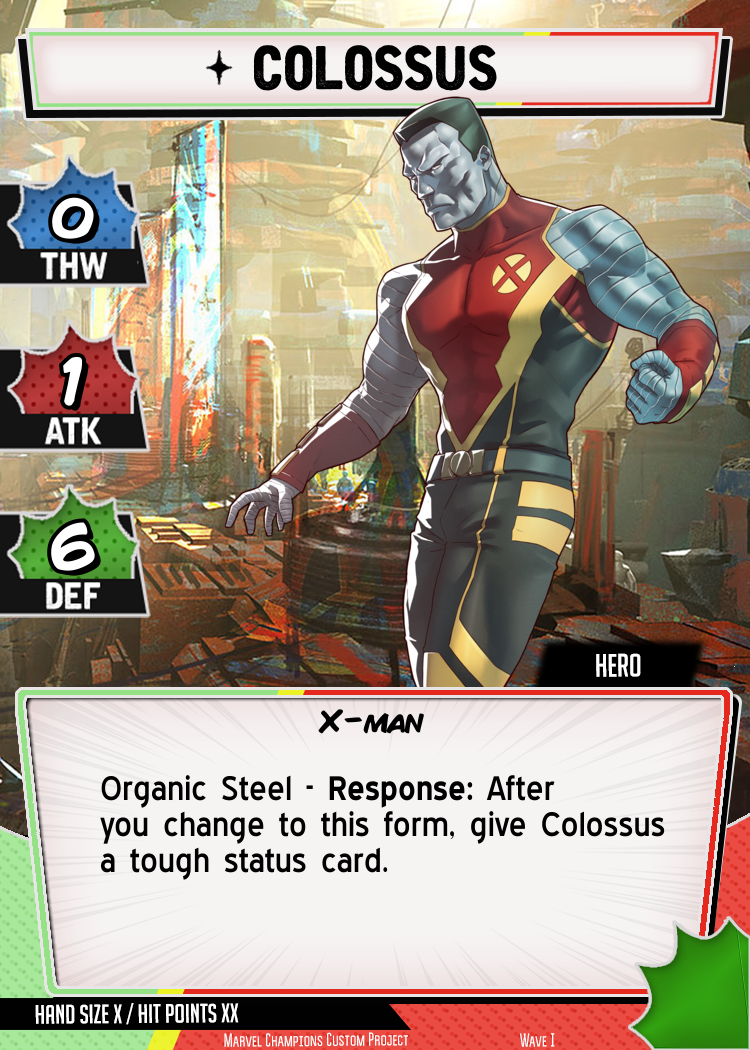 COLOSSUS
0
THW
1
ATK
6
DEF
HERO
X-MAN
Organic Steel - Response: After
you change to this form, give Colossus
a tough status card.
HAND SIZE X / HIT POINTS XX
MARVEL CHAMPIONS CUSTOM PROJECT
WAVE I